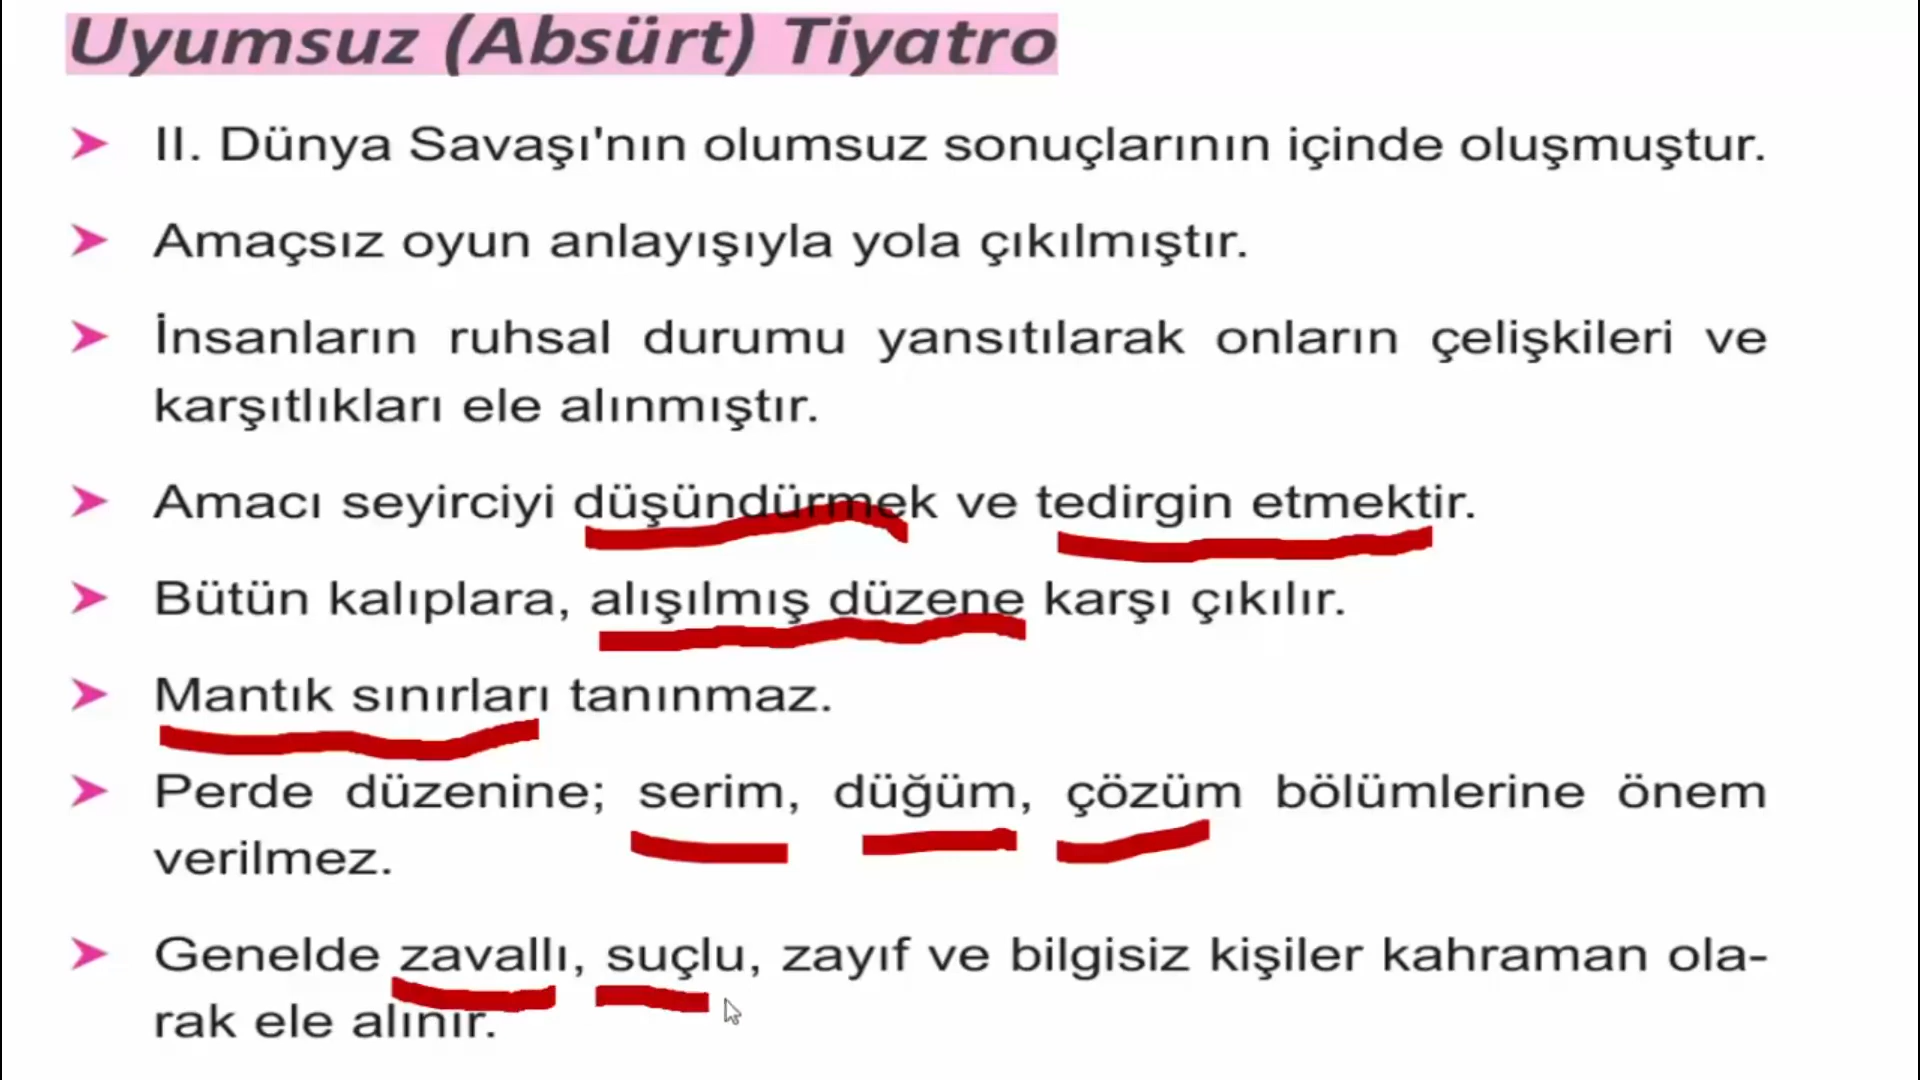 Uyumsuz (Absürt) Tiyatro
➤ II. Dünya Savaşı'nın olumsuz sonuçlarının içinde oluşmuştur.
➤ Amaçsız oyun anlayışıyla yola çıkılmıştır.
➤ İnsanların ruhsal durumu yansıtılarak onların çelişkileri ve
karşıtlıkları ele alınmıştır.
➤ Amacı seyirciyi düşündürmek ve tedirgin etmektir.
➤ Bütün kalıplara, alışılmış düzene karşı çıkılır.
➤ Mantık sınırları tanınmaz.
➤ Perde düzenine; serim, düğüm, çözüm bölümlerine önem
verilmez.
➤ Genelde zavallı, suçlu, zayıf ve bilgisiz kişiler kahraman ola-
rak ele alınır.